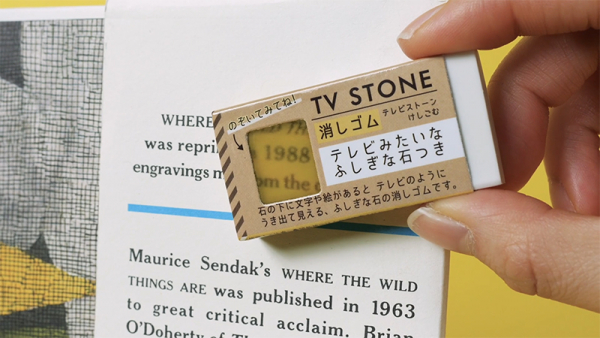 WHERE
was repri
engravings m
のぞいてみてね!
TV STONE
消しゴム
テレビストーン
けしごむ
テレビみたいな
ふしぎな石つき
1988
om the
石の下に文字や絵があると テレビのように
うき出て見える、ふしぎな石の消しゴムです。
Maurice Sendak's WHERE THE WILD
THINGS ARE was published in 1963
to great critical acclaim. Brian
O'Doherty of